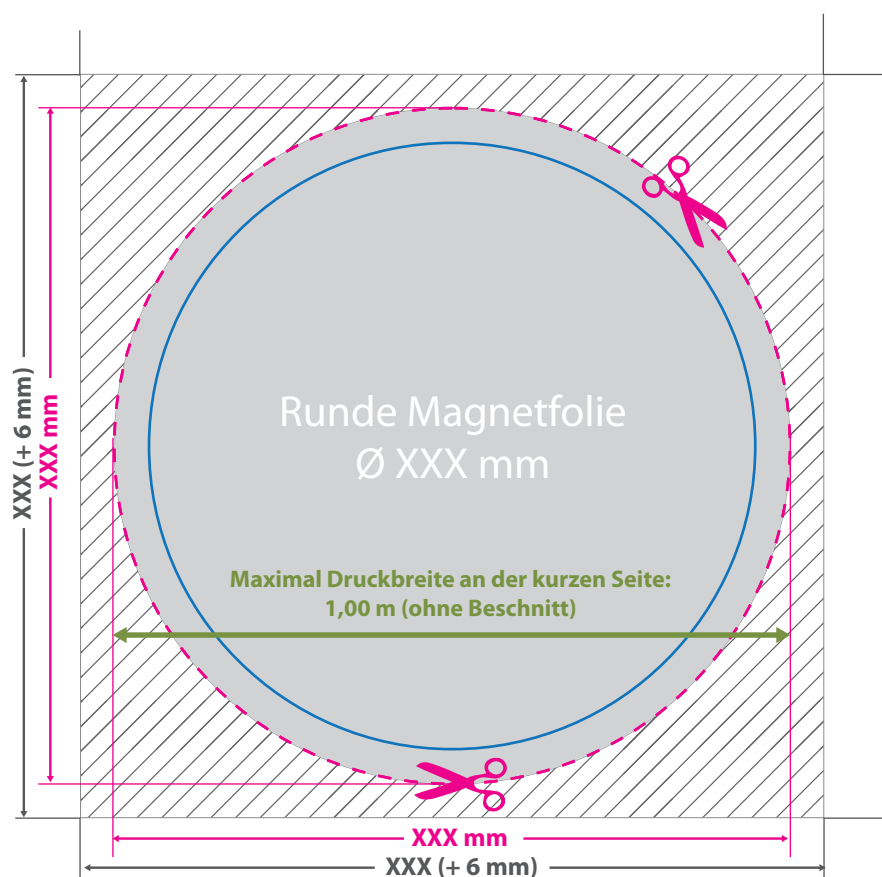 XXX (+ 6 mm)
XXX mm
Runde Magnetfolie
Ø XXX mm
Maximal Druckbreite an der kurzen Seite:
1,00 m (ohne Beschnitt)
XXX mm
XXX (+ 6 mm)